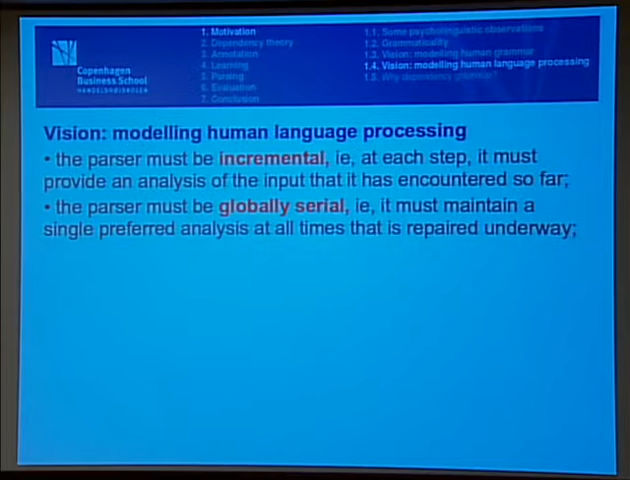 Copenhagen
Business School
HANDELSHØJSKOLEN
1. Motivation
2. Dependency theory
3. Annotation
4. Learning
5. Parsing
6. Evaluation
7. Conclusion
1.1. Some psycholinguistic observations
1.2. Grammaticality
1.3. Vision: modelling human grammar
1.4. Vision: modelling human language processing
1.5. Why dependency grammar?
Vision: modelling human language processing
• the parser must be incremental, ie, at each step, it must
provide an analysis of the input that it has encountered so far;
• the parser must be globally serial, ie, it must maintain a
single preferred analysis at all times that is repaired underway;